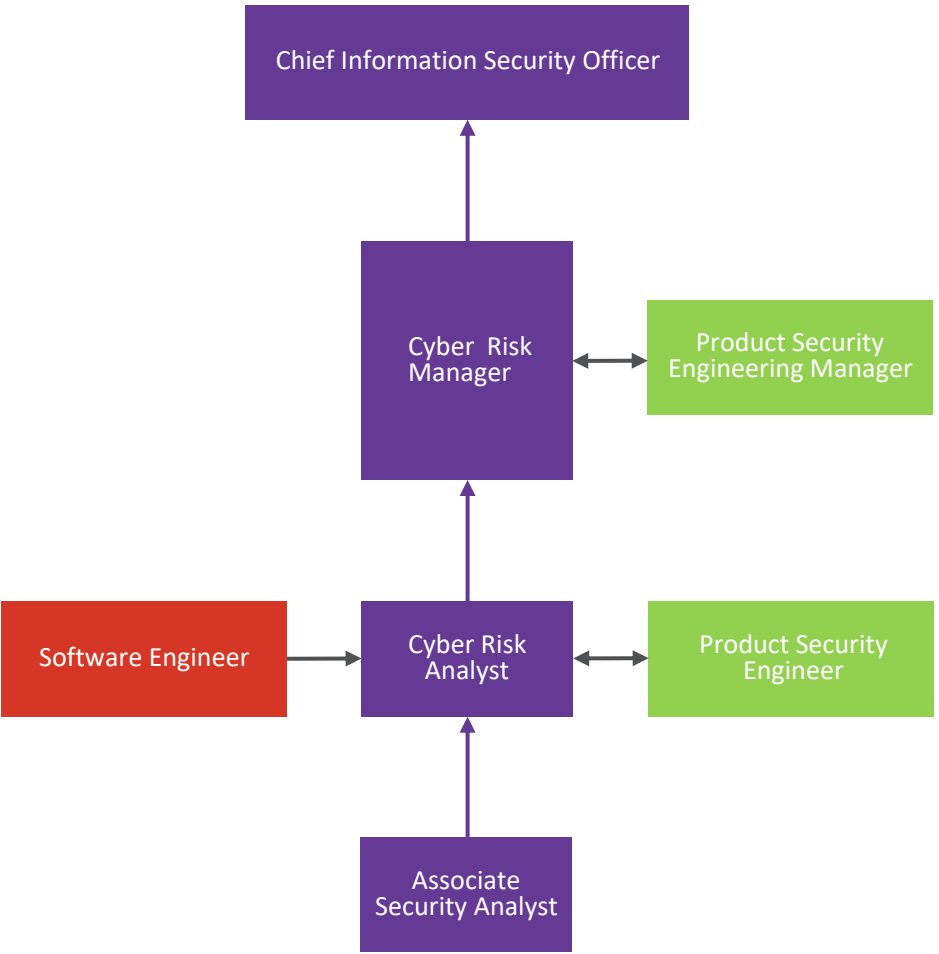 Chief Information Security Officer
Cyber  Risk
Manager
Product Security
Engineering Manager
Software Engineer
Cyber Risk
Analyst
Product Security
Engineer
Associate
Security Analyst